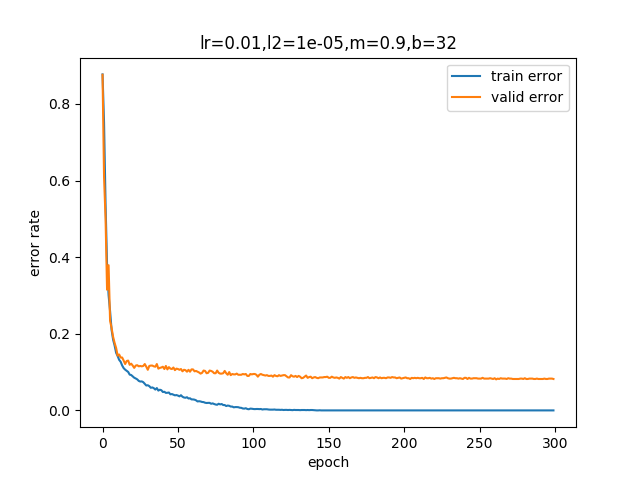 lr=0.01,l2=1e-05,m=0.9,b=32
train error
valid error
error rate
0.8
0.6
0.4
0.2
0.0
0 50 100 150 200 250 300
epoch